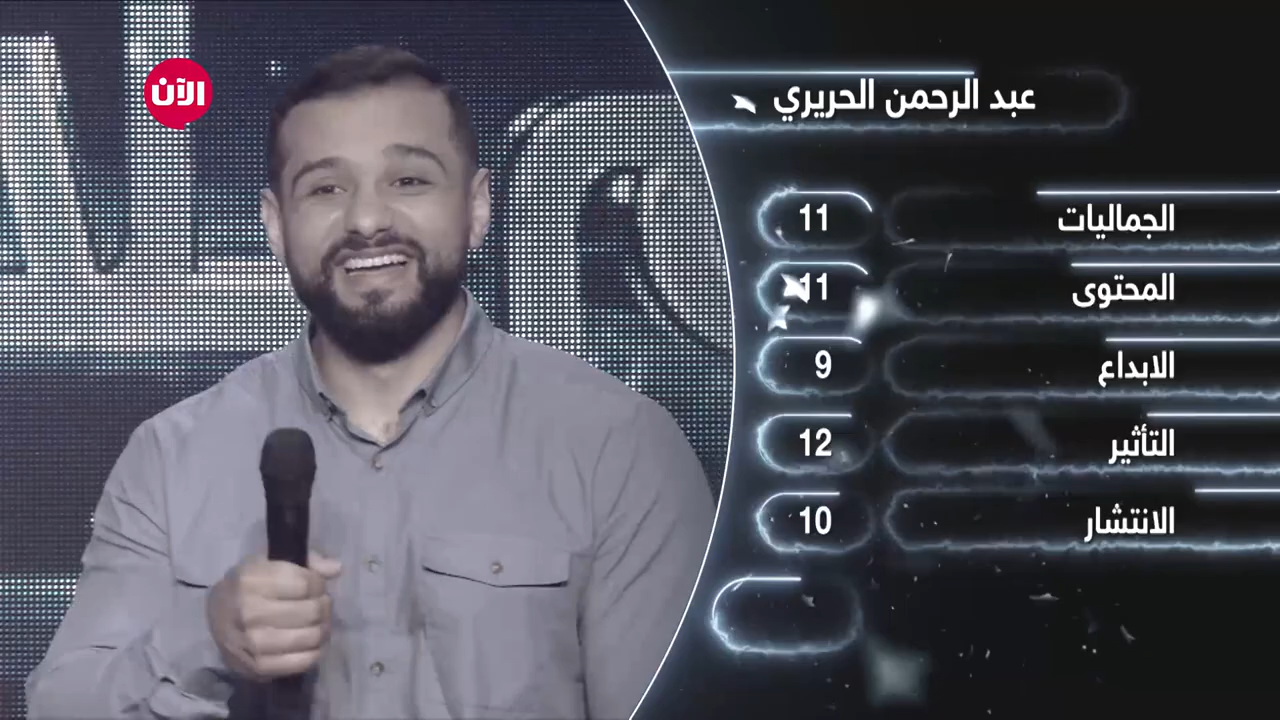 الآن
عبد الرحمن الحريري
الجماليات 11
المحتوى 11
الابداع 9
التأثير 12
الانتشار 10